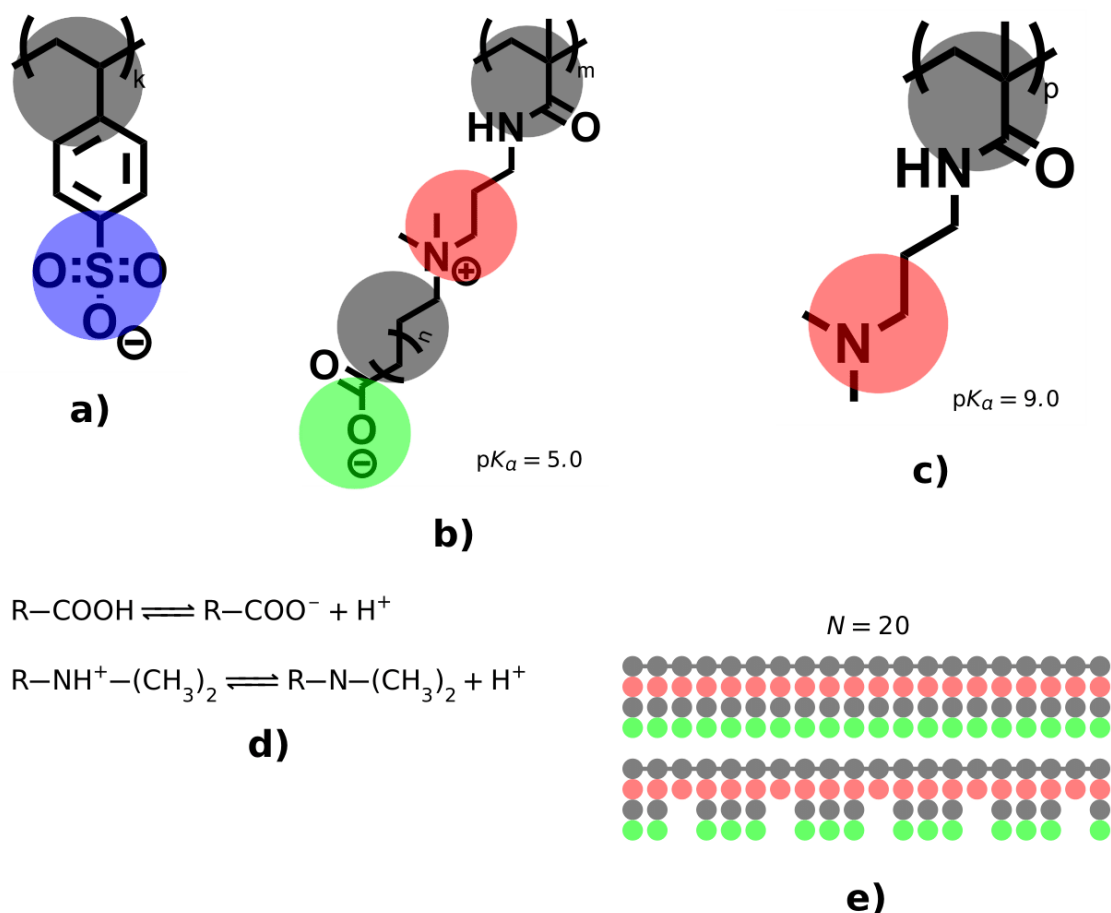 k
O:S:O
O
⊖
a)
m
HN
O
N
⊕
n
O
O
⊖
pKa = 5.0
b)
p
HN
O
N
pKa = 9.0
c)
R—COOH ⇌ R—COO⁻ + H⁺
R—NH⁺—(CH₃)₂ ⇌ R—N—(CH₃)₂ + H⁺
d)
N = 20
e)